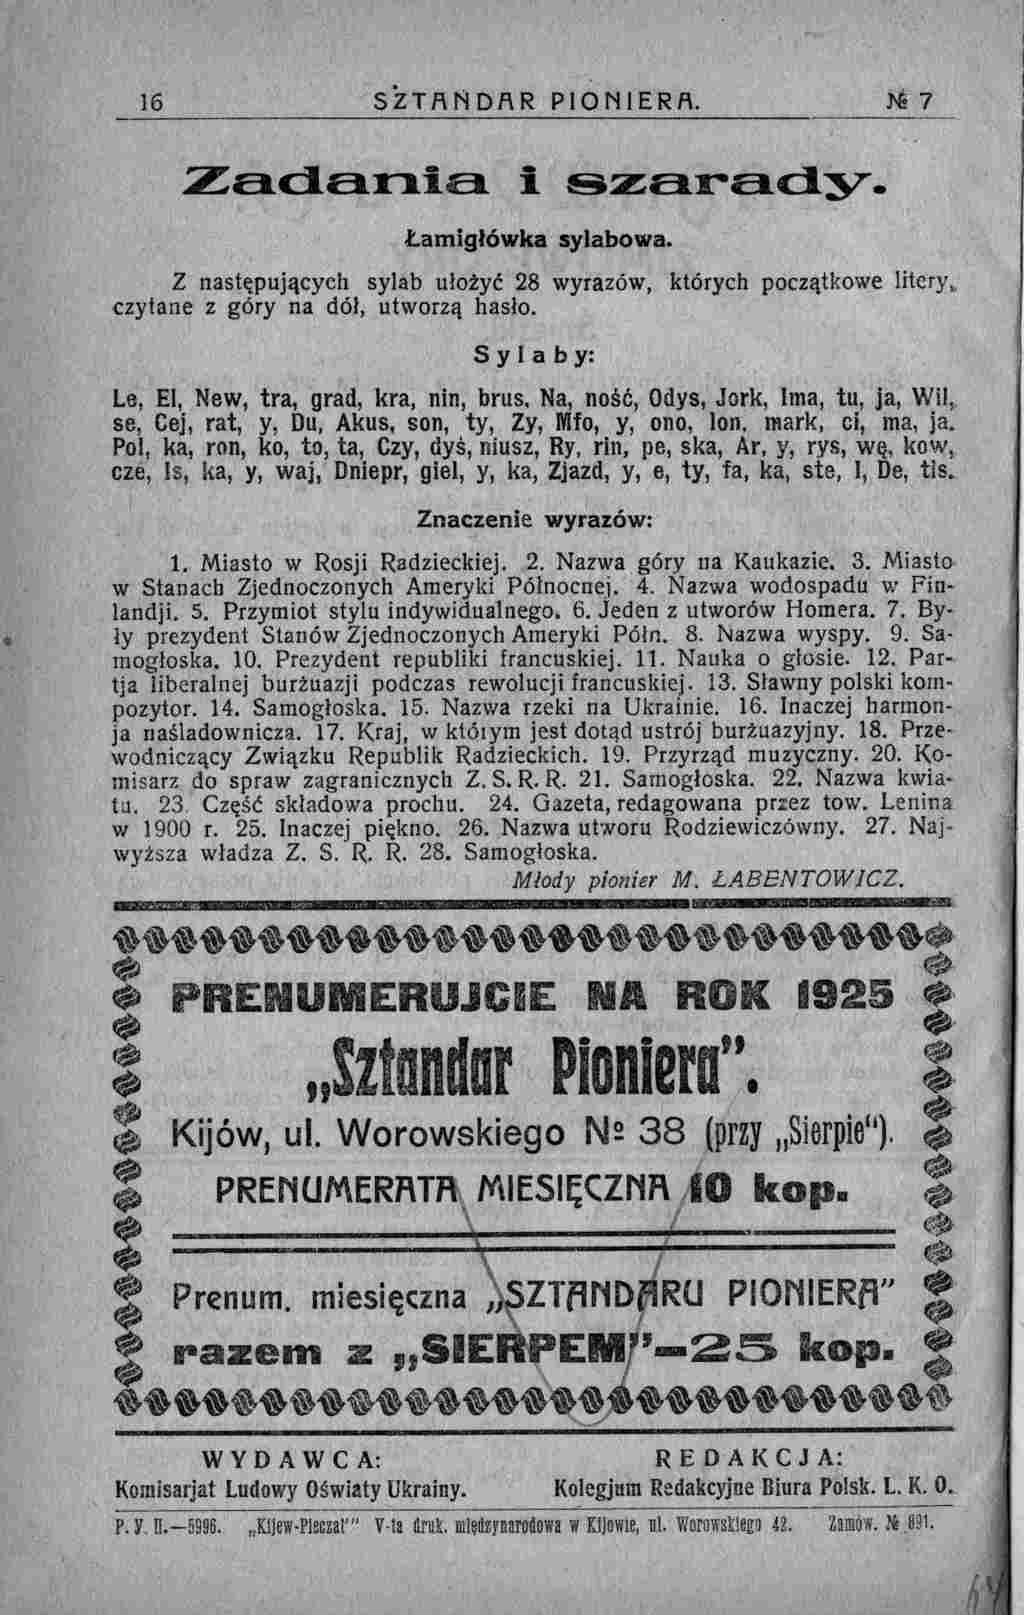 16 SZTANDAR PIONIERA. № 7
Zadania i szarady.
Łamigłówka sylabowa.
Z następujących sylab ułożyć 28 wyrazów, których początkowe litery,
czytane z góry na dół, utworzą hasło.
Sylaby:
Le, El, New, tra, grad, kra, nin, brus, Na, ność, Odys, Jork, Ima, tu, ja, Wil,
se, Cej, rat, y, Du, Akus, son, ty, Zy, Mfo, y, ono, lon, mark, ci, ma, ja.
Pol, ka, ron, ko, to, ta, Czy, dyś, niusz, Ry, rin, pe, ska, Ar, y, rys, wę, kow,
cze, Is, ka, y, waj, Dniepr, giel, y, ka, Zjazd, y, e, ty, fa, ka, ste, I, De, tis.
Znaczenie wyrazów:
1. Miasto w Rosji Radzieckiej. 2. Nazwa góry na Kaukazie. 3. Miasto
w Stanach Zjednoczonych Ameryki Północnej. 4. Nazwa wodospadu w Fin-
landji. 5. Przymiot stylu indywidualnego. 6. Jeden z utworów Homera. 7. By-
ły prezydent Stanów Zjednoczonych Ameryki Półn. 8. Nazwa wyspy. 9. Sa-
mogłoska. 10. Prezydent republiki francuskiej. 11. Nauka o głosie. 12. Par-
tja liberalnej burżuazji podczas rewolucji francuskiej. 13. Sławny polski kom-
pozytor. 14. Samogłoska. 15. Nazwa rzeki na Ukrainie. 16. Inaczej harmon-
ja naśladownicza. 17. Kraj, w którym jest dotąd ustrój burżuazyjny. 18. Prze-
wodniczący Związku Republik Radzieckich. 19. Przyrząd muzyczny. 20. Ko-
misarz do spraw zagranicznych Z. S. R. R. 21. Samogłoska. 22. Nazwa kwia-
tu. 23. Część składowa prochu. 24. Gazeta, redagowana przez tow. Lenina
w 1900 r. 25. Inaczej piękno. 26. Nazwa utworu Rodziewiczówny. 27. Naj-
wyższa władza Z. S. R. R. 28. Samogłoska.
Młody pionier M. ŁABENTOWICZ.
PRENUMERUJCIE NA ROK 1925
„Sztandar Pioniera”.
Kijów, ul. Worowskiego № 38 (przy „Sierpie“).
PRENUMERATA MIESIĘCZNA 10 kop.
Prenum. miesięczna „SZTANDARU PIONIERA”
razem z „SIERPEM”—25 kop.
WYDAWCA: REDAKCJA:
Komisarjat Ludowy Oświaty Ukrainy. Kolegjum Redakcyjne Biura Polsk. L. K. O.
Р. У. П.—5996. „Kijew-Pieczat'” V-ta druk. międzynarodowa w Kijowie, ul. Worowskiego 42. Zamów. № 891.